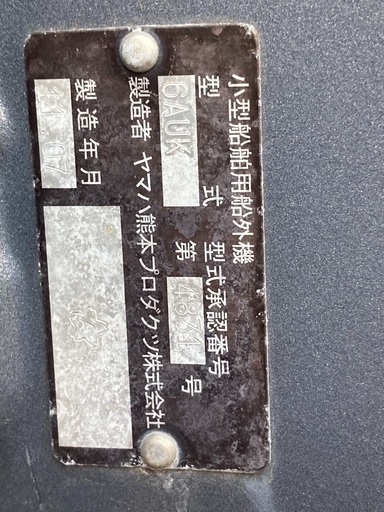 小型船舶用船外機
型式 6AUK 型式承認番号 第 4831 号
製造者 ヤマハ熊本プロダクツ株式会社
製造年月 11.07